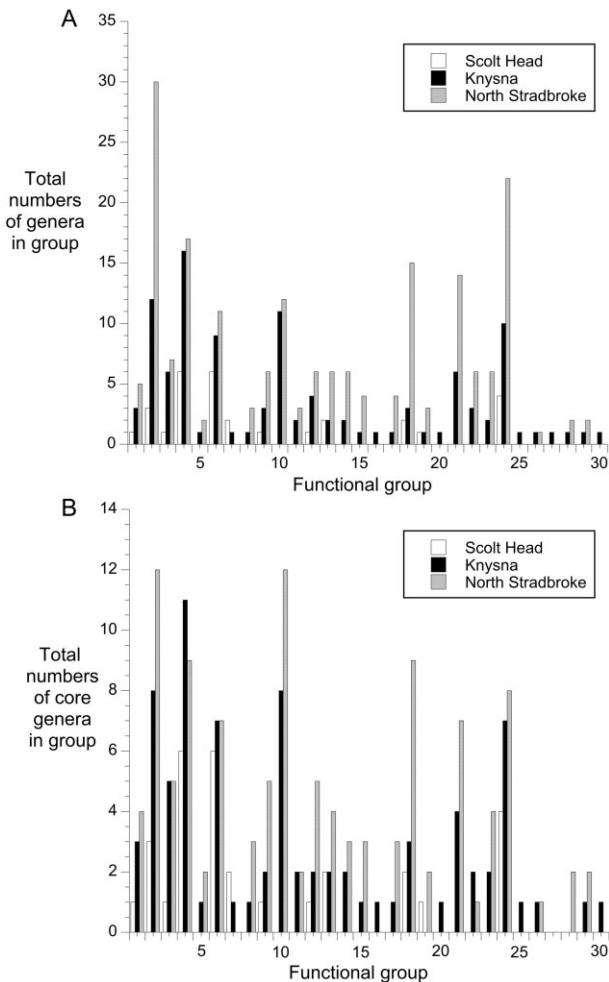 A
35
30
25
20
15
10
5
0
Total
numbers
of genera
in group
Scolt Head
Knysna
North Stradbroke
5 10 15 20 25 30
Functional group
B
14
12
10
8
6
4
2
0
Total
numbers
of core
genera
in group
Scolt Head
Knysna
North Stradbroke
5 10 15 20 25 30
Functional group